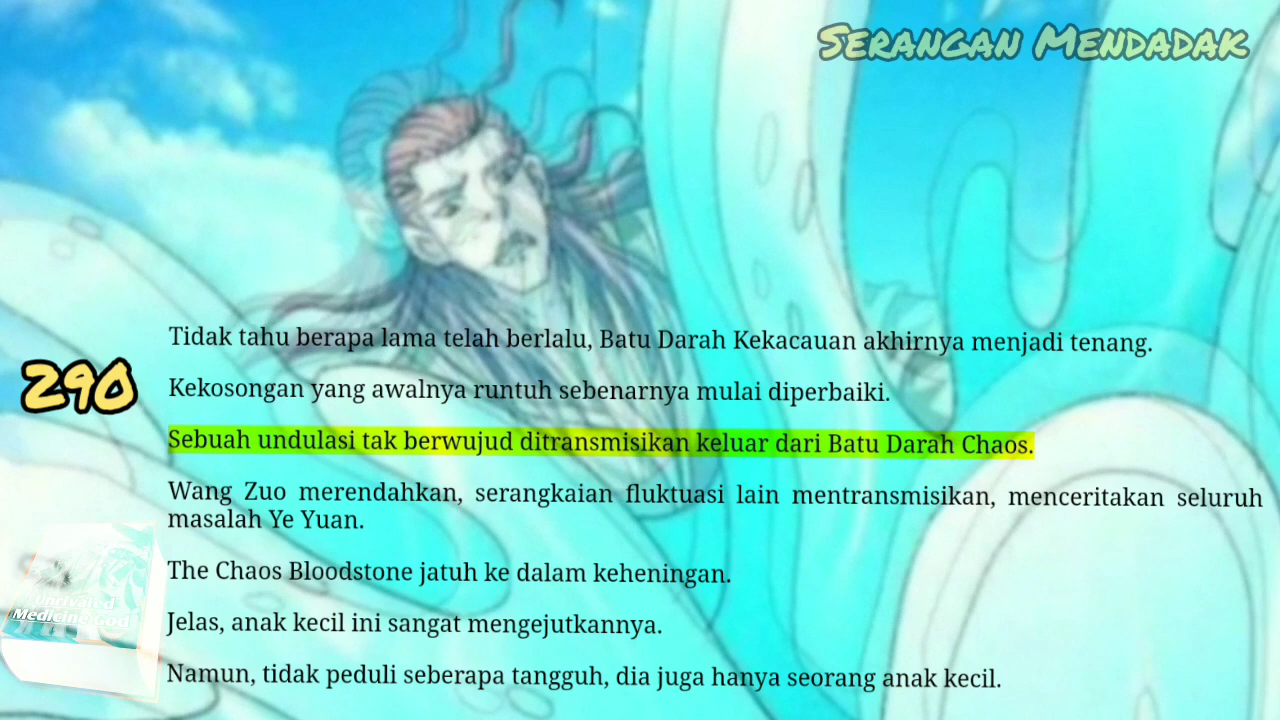 Serangan Mendadak
Tidak tahu berapa lama telah berlalu, Batu Darah Kekacauan akhirnya menjadi tenang.
290
Kekosongan yang awalnya runtuh sebenarnya mulai diperbaiki.
Sebuah undulasi tak berwujud ditransmisikan keluar dari Batu Darah Chaos.
Wang Zuo merendahkan, serangkaian fluktuasi lain mentransmisikan, menceritakan seluruh
masalah Ye Yuan.
The Chaos Bloodstone jatuh ke dalam keheningan.
Unrivaled
Medicine God
Jelas, anak kecil ini sangat mengejutkannya.
Namun, tidak peduli seberapa tangguh, dia juga hanya seorang anak kecil.